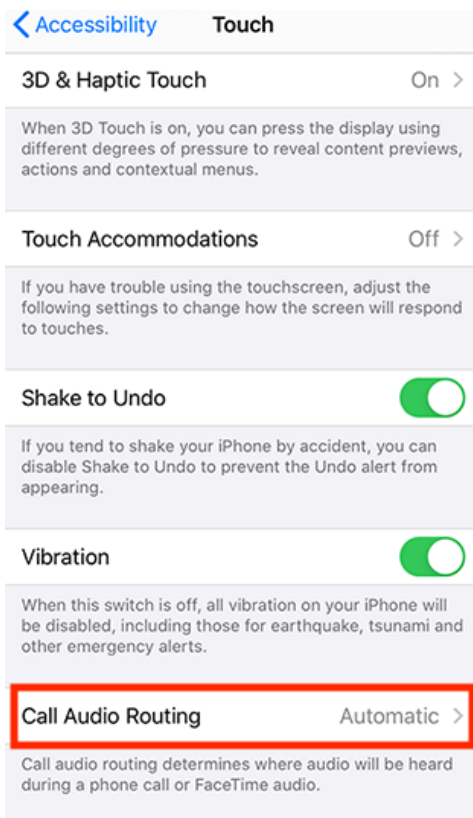 Accessibility Touch
3D & Haptic Touch On
When 3D Touch is on, you can press the display using
different degrees of pressure to reveal content previews,
actions and contextual menus.
Touch Accommodations Off
If you have trouble using the touchscreen, adjust the
following settings to change how the screen will respond
to touches.
Shake to Undo
If you tend to shake your iPhone by accident, you can
disable Shake to Undo to prevent the Undo alert from
appearing.
Vibration
When this switch is off, all vibration on your iPhone will
be disabled, including those for earthquake, tsunami and
other emergency alerts.
Call Audio Routing Automatic
Call audio routing determines where audio will be heard
during a phone call or FaceTime audio.